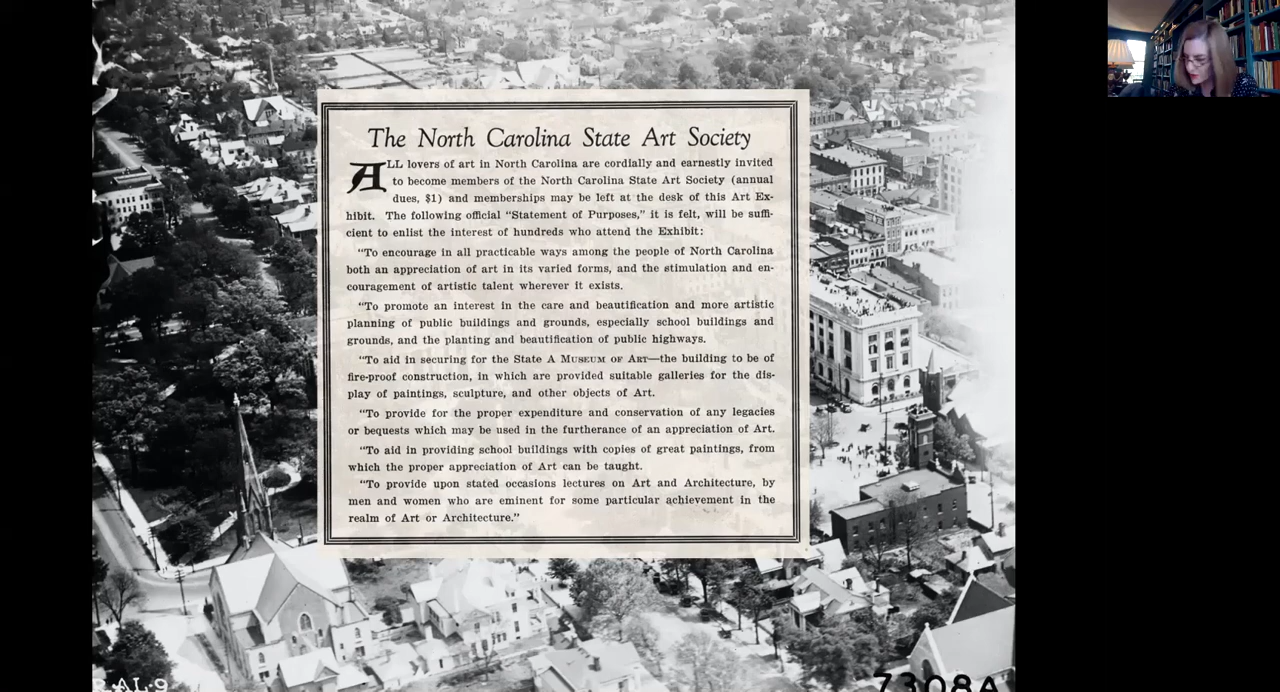 The North Carolina State Art Society
ALL lovers of art in North Carolina are cordially and earnestly invited
to become members of the North Carolina State Art Society (annual
dues, $1) and memberships may be left at the desk of this Art Ex-
hibit. The following official "Statement of Purposes," it is felt, will be suffi-
cient to enlist the interest of hundreds who attend the Exhibit:
"To encourage in all practicable ways among the people of North Carolina
both an appreciation of art in its varied forms, and the stimulation and en-
couragement of artistic talent wherever it exists.
"To promote an interest in the care and beautification and more artistic
planning of public buildings and grounds, especially school buildings and
grounds, and the planting and beautification of public highways.
"To aid in securing for the State A MUSEUM OF ART—the building to be of
fire-proof construction, in which are provided suitable galleries for the dis-
play of paintings, sculpture, and other objects of Art.
"To provide for the proper expenditure and conservation of any legacies
or bequests which may be used in the furtherance of an appreciation of Art.
"To aid in providing school buildings with copies of great paintings, from
which the proper appreciation of Art can be taught.
"To provide upon stated occasions lectures on Art and Architecture, by
men and women who are eminent for some particular achievement in the
realm of Art or Architecture."
7308A